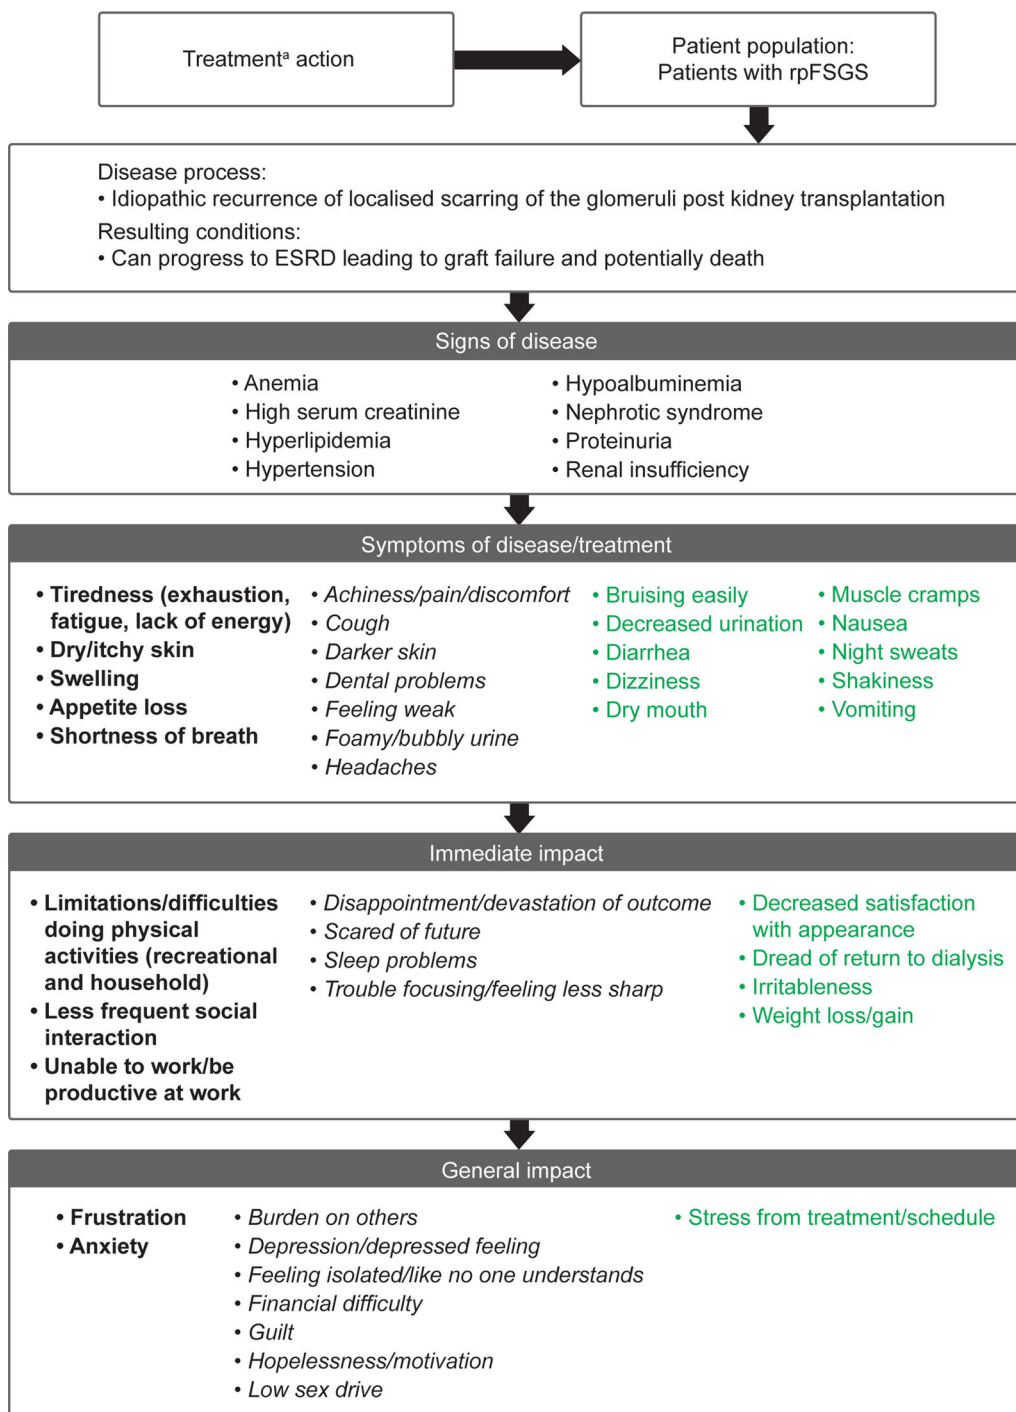 Treatmentᵃ action
Patient population:
Patients with rpFSGS
Disease process:
• Idiopathic recurrence of localised scarring of the glomeruli post kidney transplantation
Resulting conditions:
• Can progress to ESRD leading to graft failure and potentially death
Signs of disease
• Anemia
• High serum creatinine
• Hyperlipidemia
• Hypertension
• Hypoalbuminemia
• Nephrotic syndrome
• Proteinuria
• Renal insufficiency
Symptoms of disease/treatment
• Tiredness (exhaustion,
fatigue, lack of energy)
• Dry/itchy skin
• Swelling
• Appetite loss
• Shortness of breath
• Achiness/pain/discomfort
• Cough
• Darker skin
• Dental problems
• Feeling weak
• Foamy/bubbly urine
• Headaches
• Bruising easily
• Decreased urination
• Diarrhea
• Dizziness
• Dry mouth
• Muscle cramps
• Nausea
• Night sweats
• Shakiness
• Vomiting
Immediate impact
• Limitations/difficulties
doing physical
activities (recreational
and household)
• Less frequent social
interaction
• Unable to work/be
productive at work
• Disappointment/devastation of outcome
• Scared of future
• Sleep problems
• Trouble focusing/feeling less sharp
• Decreased satisfaction
with appearance
• Dread of return to dialysis
• Irritableness
• Weight loss/gain
General impact
• Frustration
• Anxiety
• Burden on others
• Depression/depressed feeling
• Feeling isolated/like no one understands
• Financial difficulty
• Guilt
• Hopelessness/motivation
• Low sex drive
• Stress from treatment/schedule